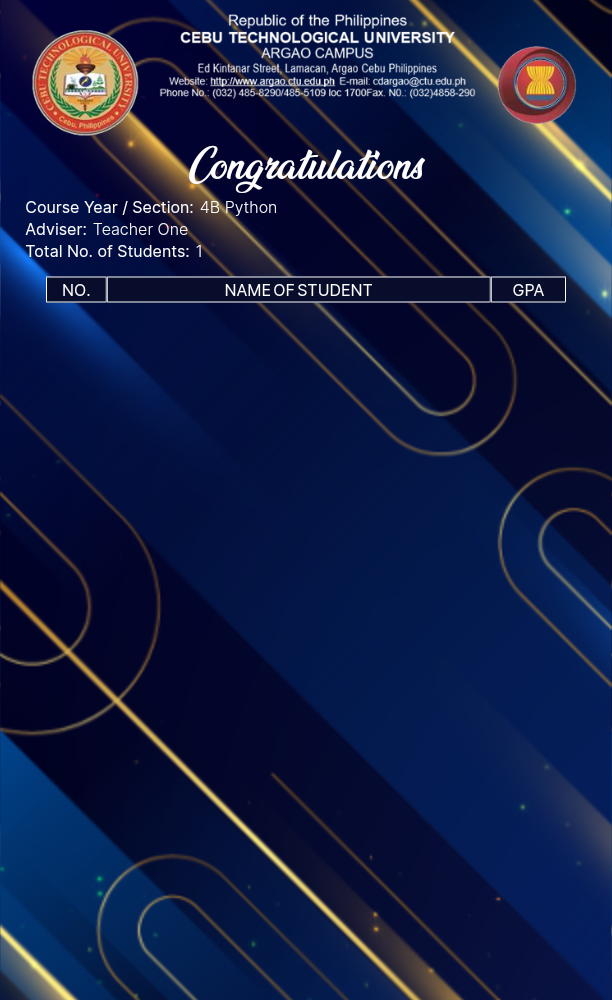 Republic of the Philippines
CEBU TECHNOLOGICAL UNIVERSITY
ARGAO CAMPUS
Ed Kintanar Street, Lamacan, Argao Cebu Philippines
Website: http://www.argao.ctu.edu.ph E-mail: cdargao@ctu.edu.ph
Phone No.: (032) 485-8290/485-5109 loc 1700Fax. N0.: (032)4858-290
CEBU TECHNOLOGICAL UNIVERSITY
Cebu, Philippines
Congratulations
Course Year / Section: 4B Python
Adviser: Teacher One
Total No. of Students: 1
NO. NAME OF STUDENT GPA